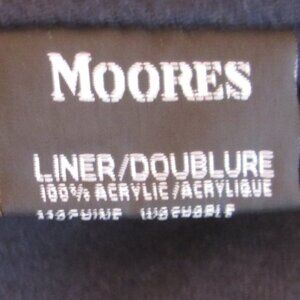 MOORES
LINER/DOUBLURE
100% ACRYLIC/ACRYLIQUE